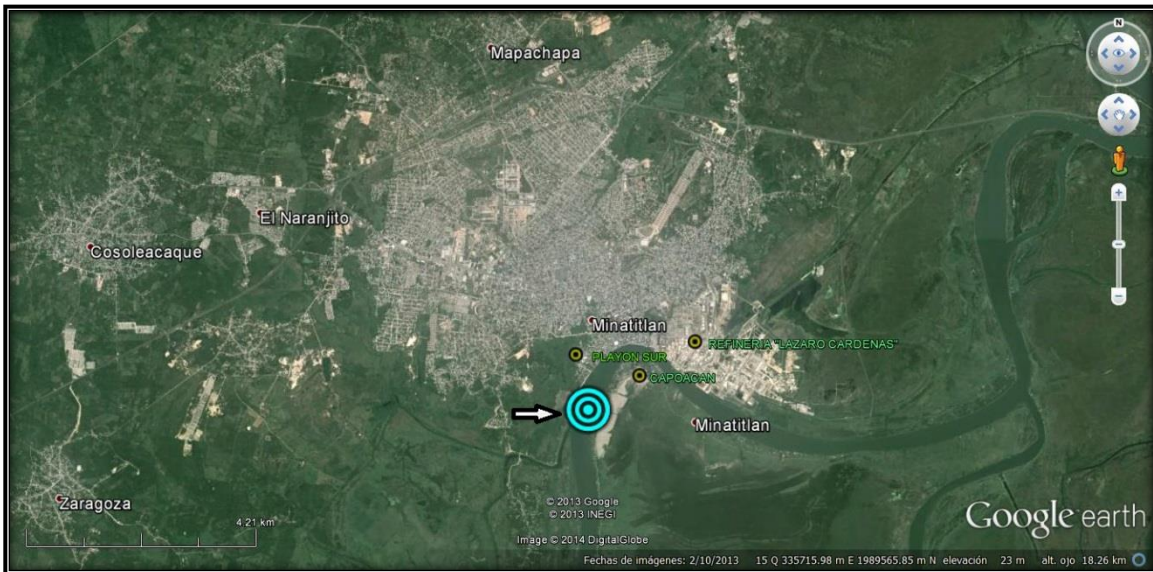 N
Mapachapa
El Naranjito
Cosoleacaque
Minatitlan
REFINERIA "LAZARO CARDENAS"
PLAYON SUR
CAPOACAN
Minatitlan
Zaragoza
4.21 km
© 2013 Google
© 2013 INEGI
Image © 2014 DigitalGlobe
Google earth
Fechas de imágenes: 2/10/2013 15 Q 335715.98 m E 1989565.85 m N elevación 23 m alt. ojo 18.26 km